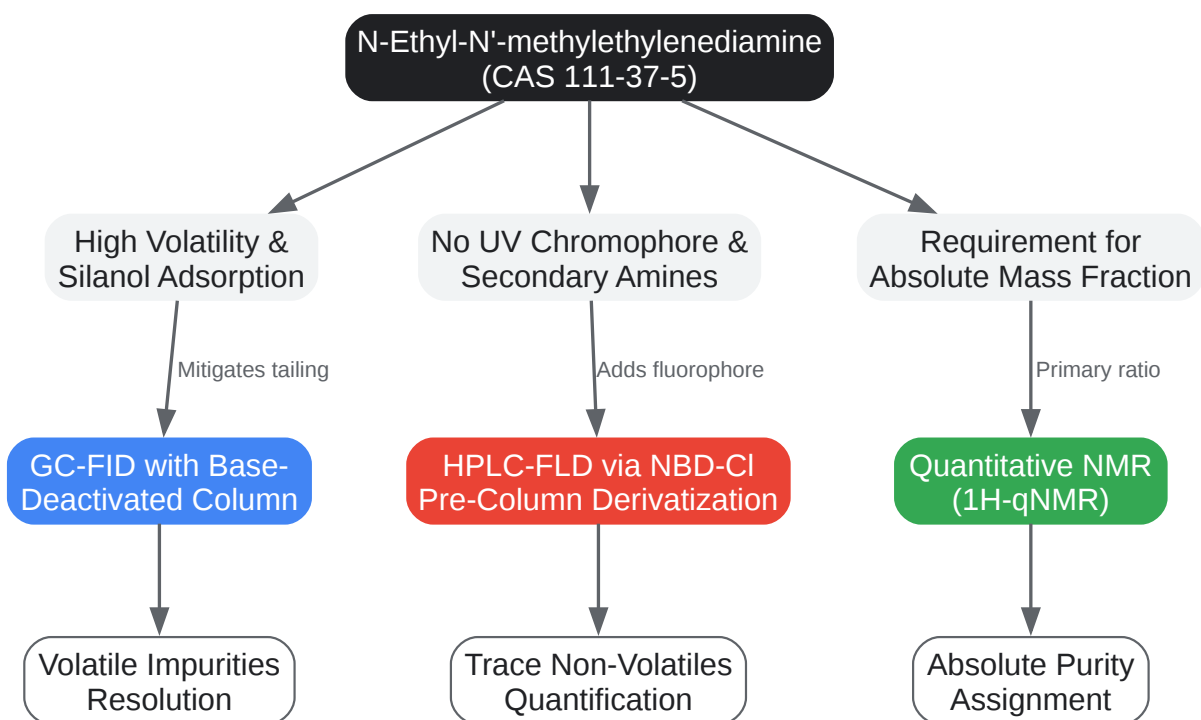 N-Ethyl-N'-methylethylenediamine
(CAS 111-37-5)
High Volatility &
Silanol Adsorption
No UV Chromophore &
Secondary Amines
Requirement for
Absolute Mass Fraction
Mitigates tailing
Adds fluorophore
Primary ratio
GC-FID with Base-
Deactivated Column
HPLC-FLD via NBD-Cl
Pre-Column Derivatization
Quantitative NMR
(1H-qNMR)
Volatile Impurities
Resolution
Trace Non-Volatiles
Quantification
Absolute Purity
Assignment